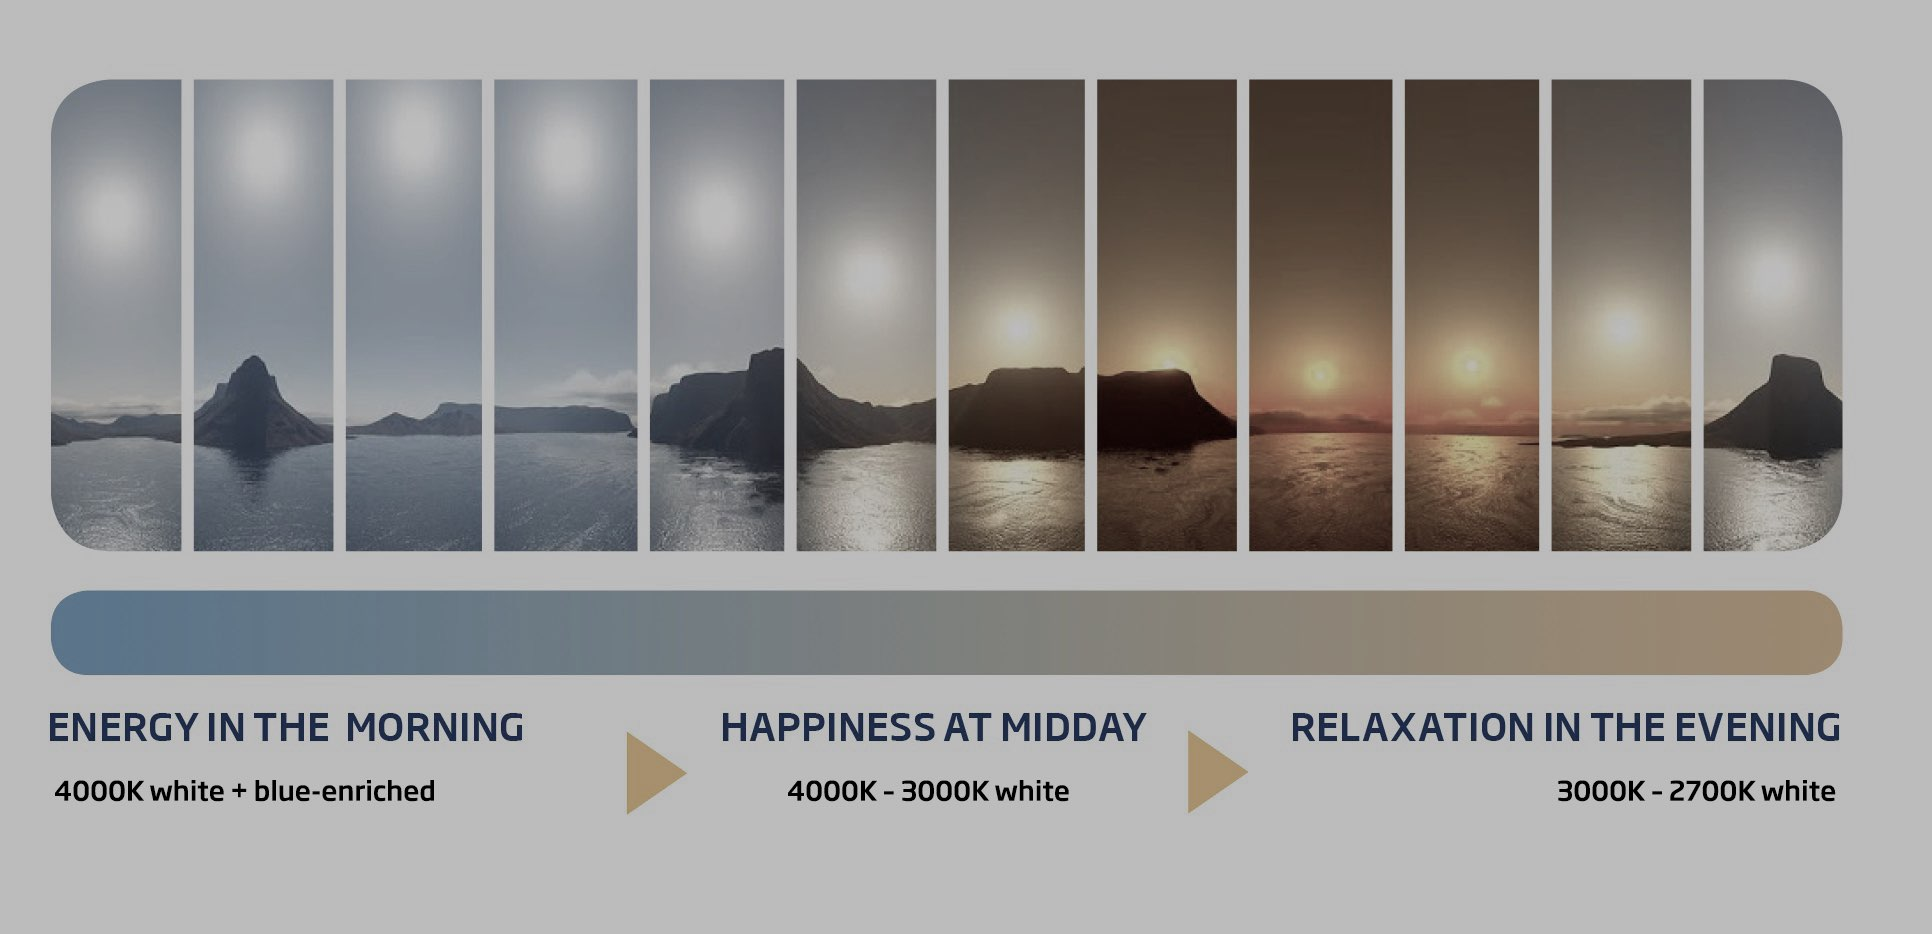 ENERGY IN THE MORNING
4000K white + blue-enriched
HAPPINESS AT MIDDAY
4000K - 3000K white
RELAXATION IN THE EVENING
3000K - 2700K white